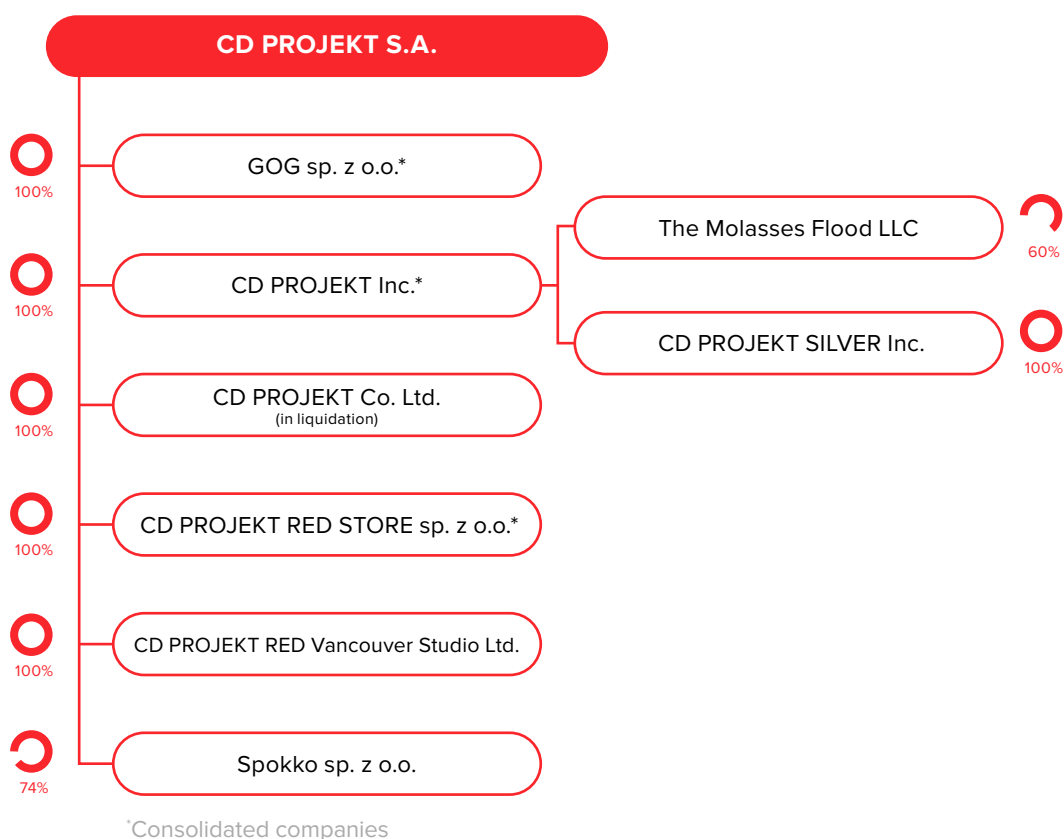 CD PROJEKT S.A.
100%
GOG sp. z o.o.*
100%
CD PROJEKT Inc.*
The Molasses Flood LLC
60%
CD PROJEKT SILVER Inc.
100%
100%
CD PROJEKT Co. Ltd.
(in liquidation)
100%
CD PROJEKT RED STORE sp. z o.o.*
100%
CD PROJEKT RED Vancouver Studio Ltd.
74%
Spokko sp. z o.o.
*Consolidated companies